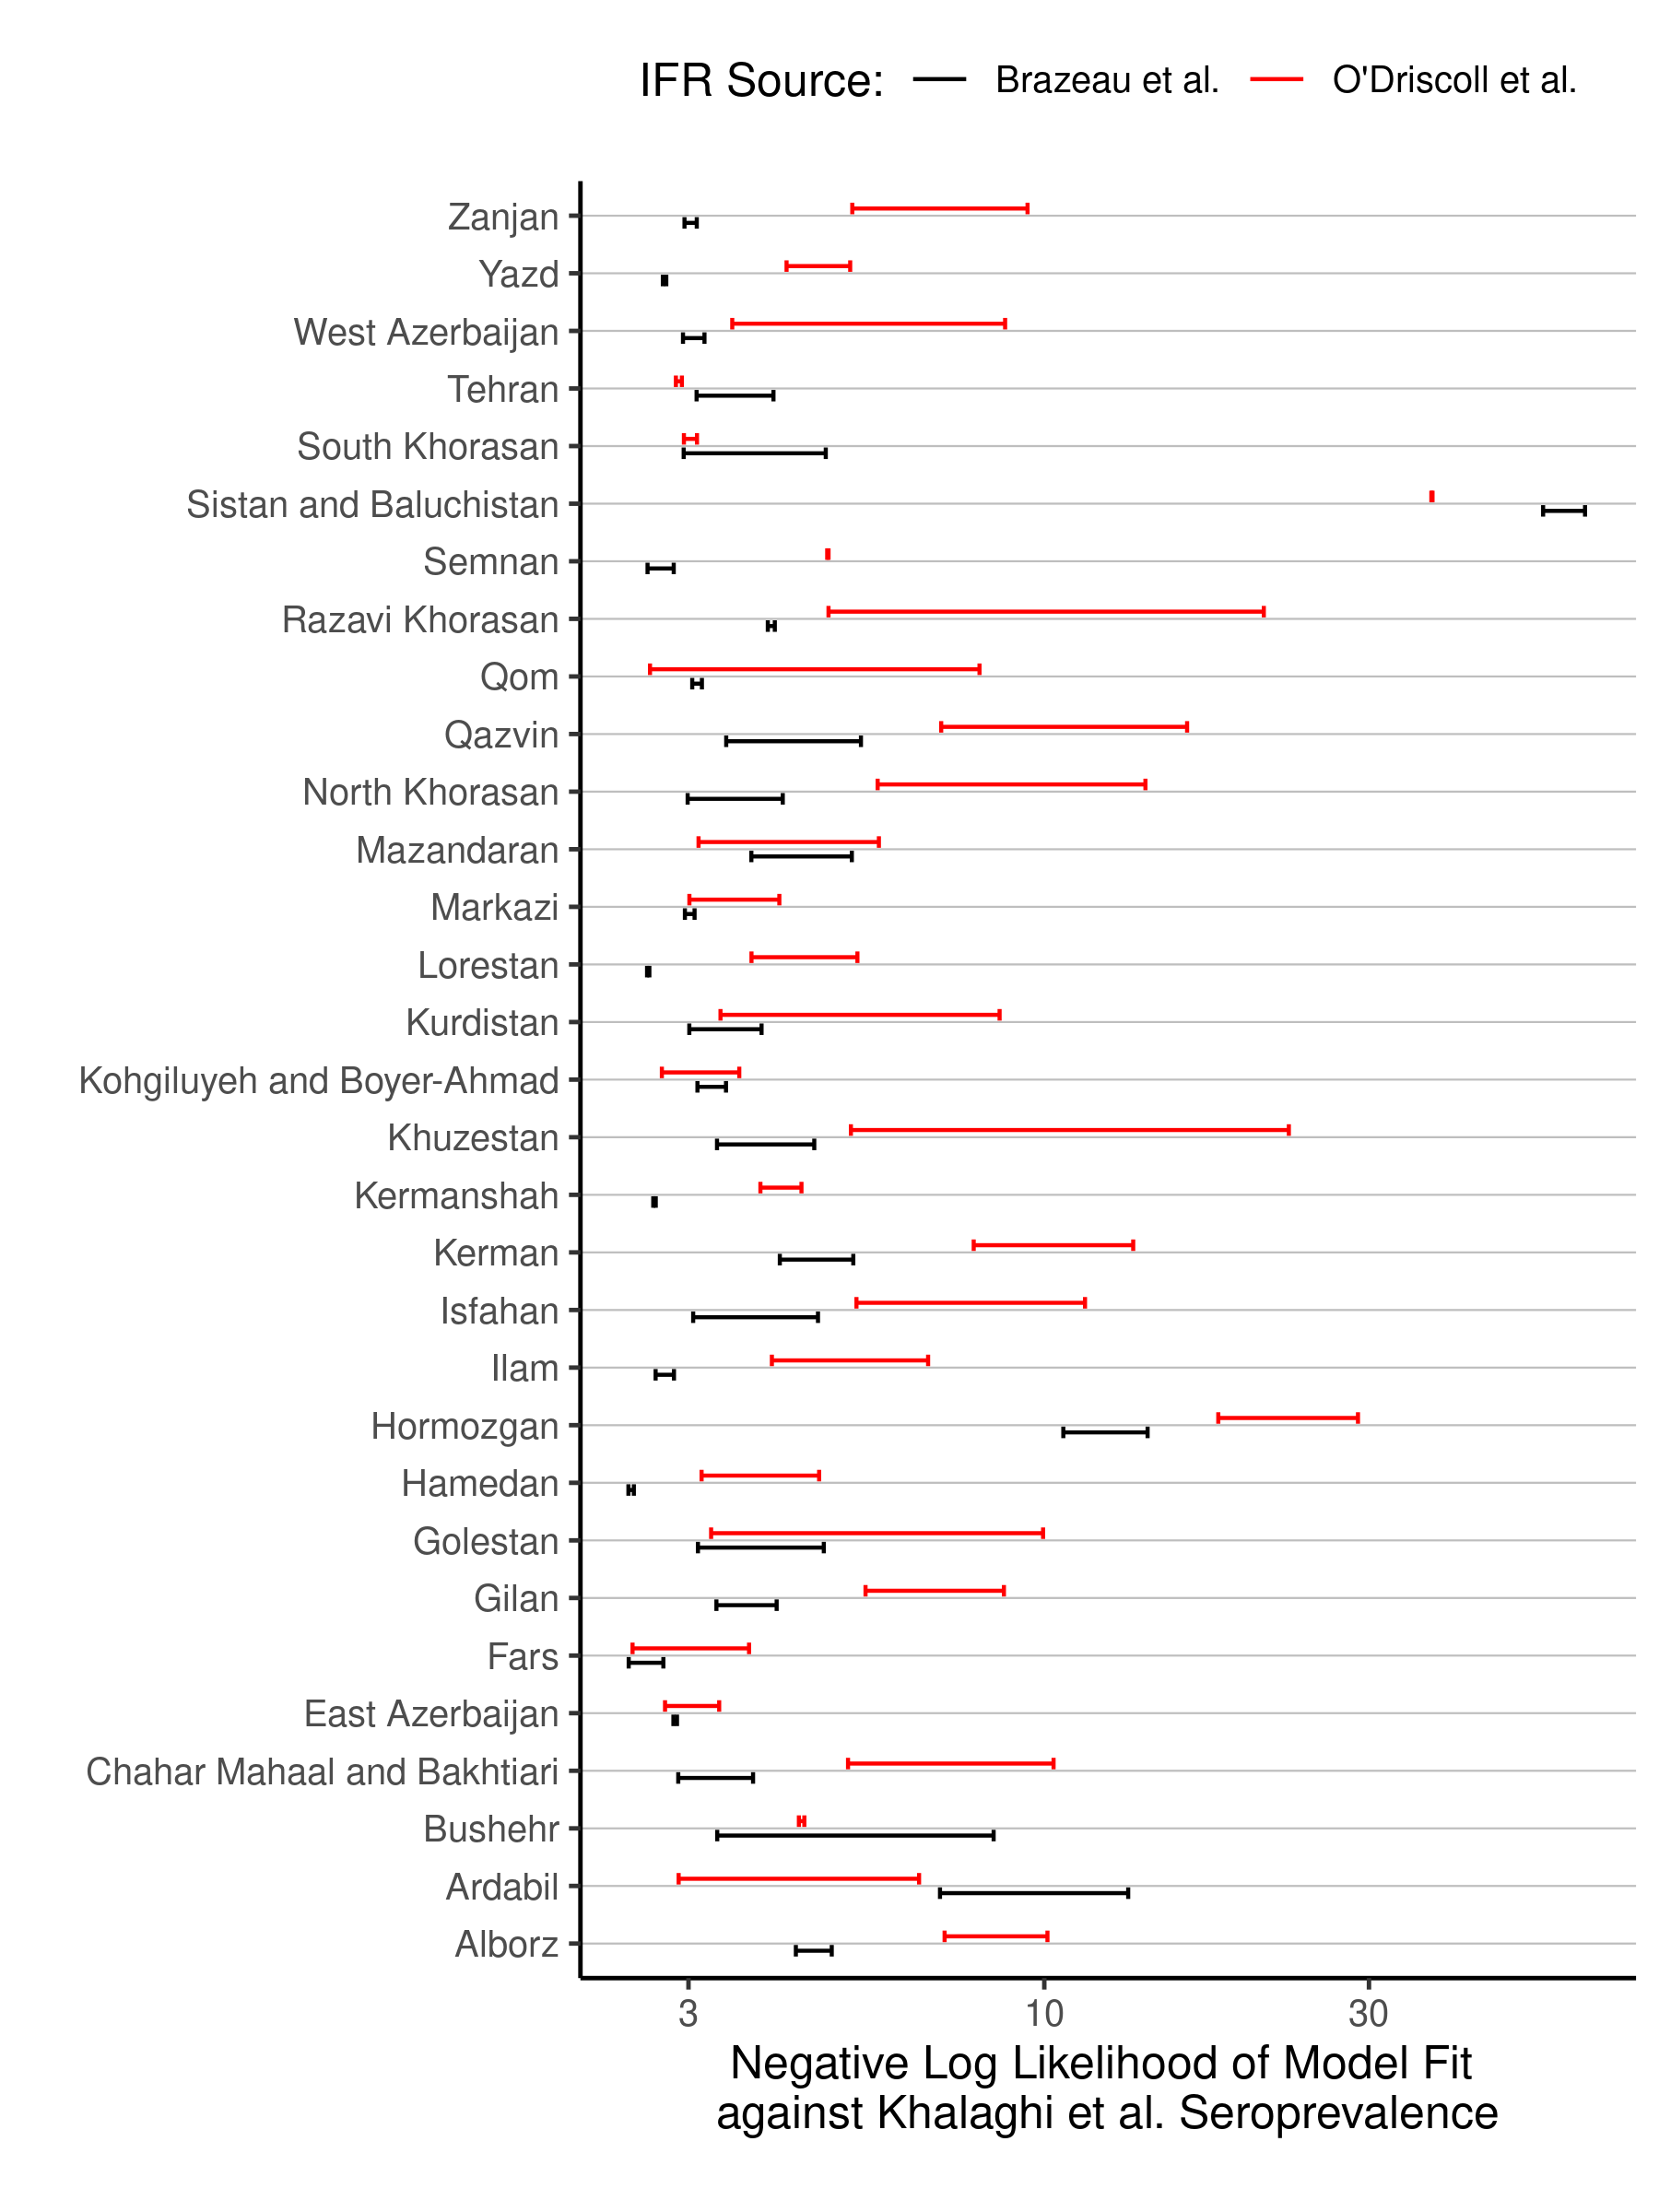 IFR Source: Brazeau et al. O'Driscoll et al.
Zanjan
Yazd
West Azerbaijan
Tehran
South Khorasan
Sistan and Baluchistan
Semnan
Razavi Khorasan
Qom
Qazvin
North Khorasan
Mazandaran
Markazi
Lorestan
Kurdistan
Kohgiluyeh and Boyer-Ahmad
Khuzestan
Kermanshah
Kerman
Isfahan
Ilam
Hormozgan
Hamedan
Golestan
Gilan
Fars
East Azerbaijan
Chahar Mahaal and Bakhtiari
Bushehr
Ardabil
Alborz
3 10 30
Negative Log Likelihood of Model Fit
against Khalaghi et al. Seroprevalence